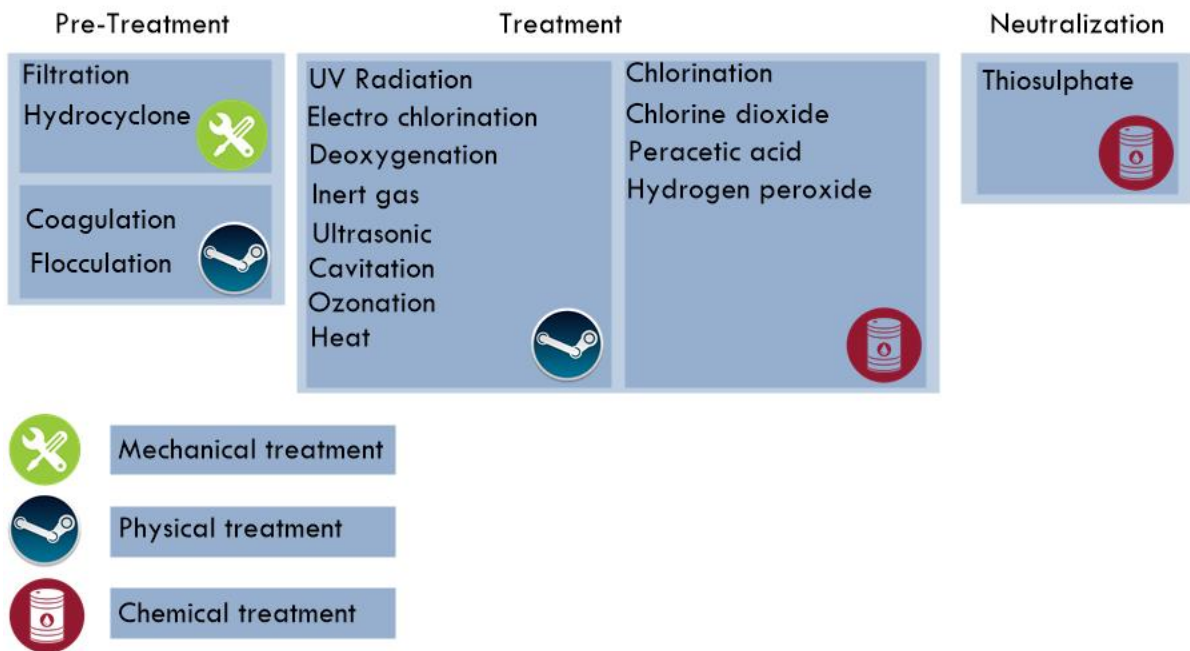 Pre-Treatment
Treatment
Neutralization
Filtration
Hydrocyclone
Coagulation
Flocculation
UV Radiation
Electro chlorination
Deoxygenation
Inert gas
Ultrasonic
Cavitation
Ozonation
Heat
Chlorination
Chlorine dioxide
Peracetic acid
Hydrogen peroxide
Thiosulphate
Mechanical treatment
Physical treatment
Chemical treatment